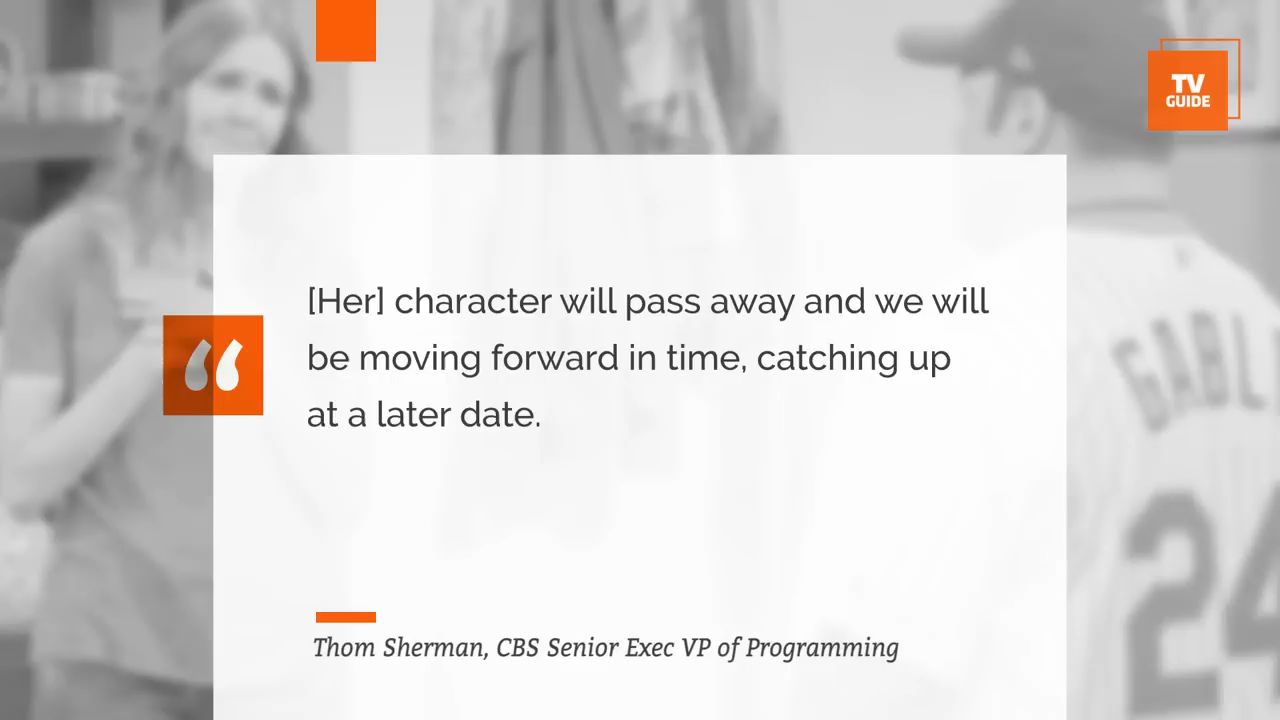 TV
GUIDE
[Her] character will pass away and we will
be moving forward in time, catching up
at a later date.
Thom Sherman, CBS Senior Exec VP of Programming
GABL
24